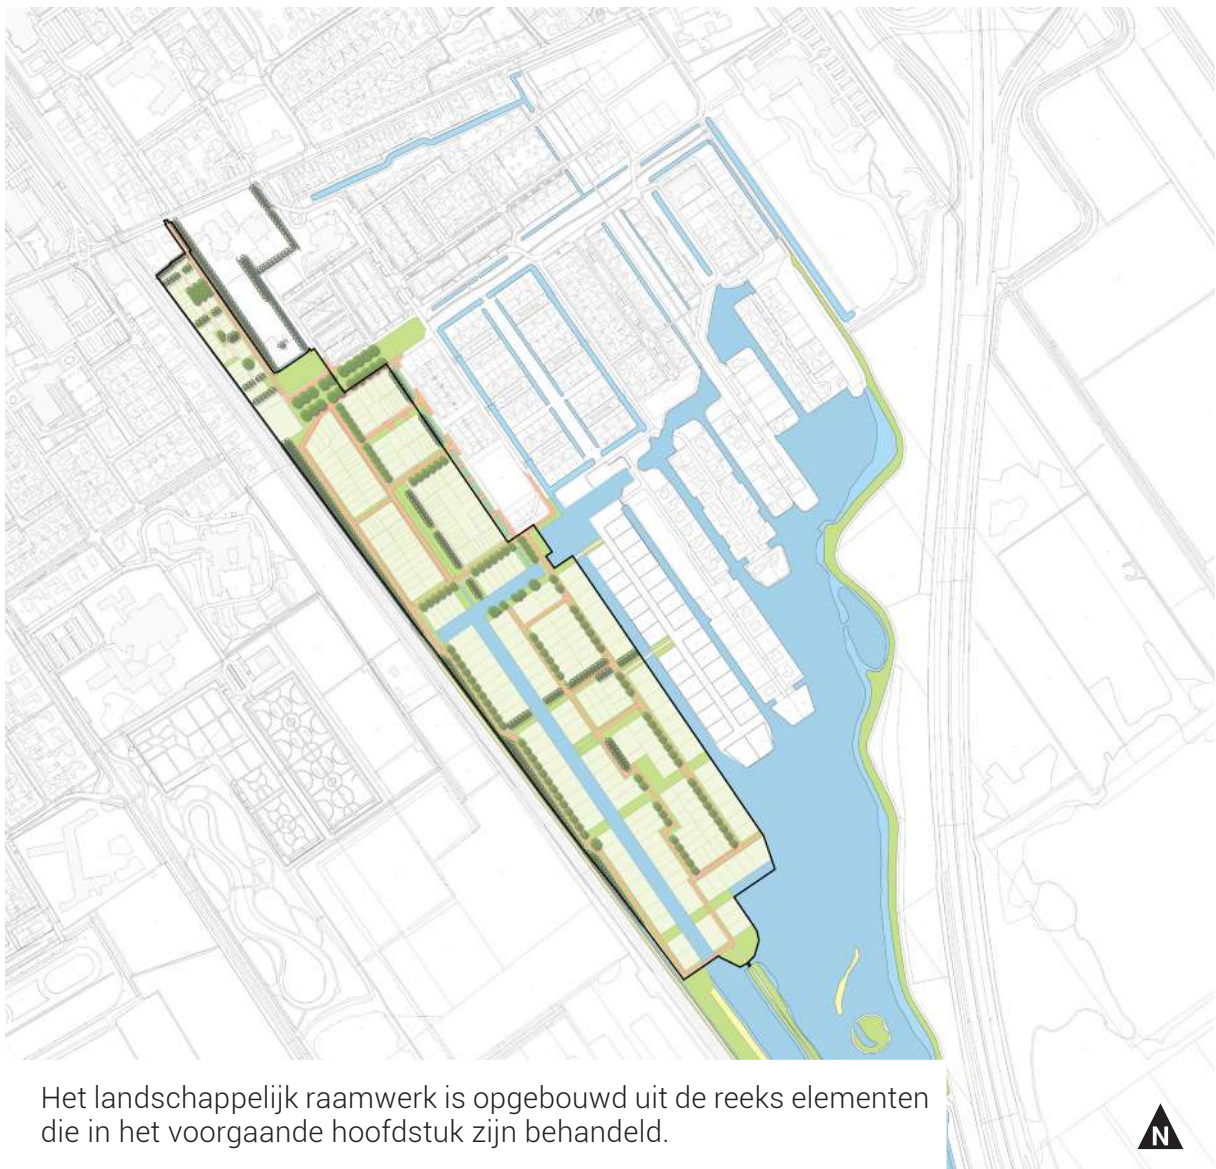 Het landschappelijk raamwerk is opgebouwd uit de reeks elementen
die in het voorgaande hoofdstuk zijn behandeld.
N